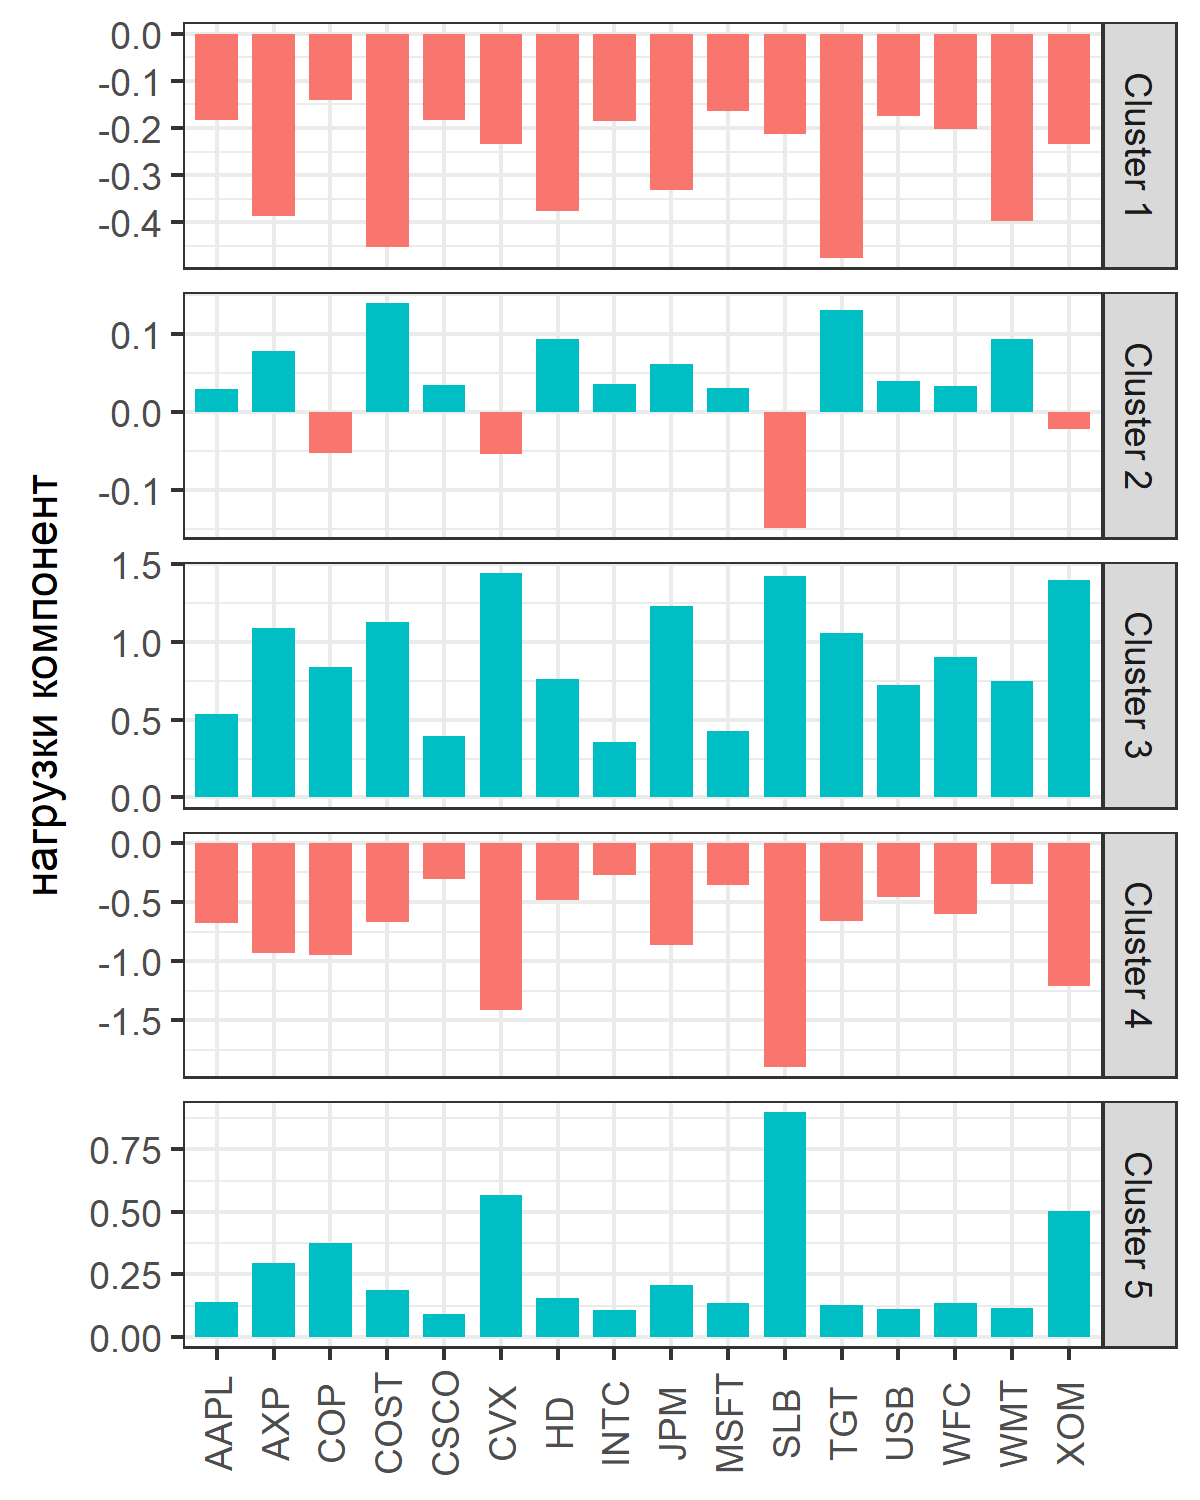 нагрузки компонент
0.0
-0.1
-0.2
-0.3
-0.4
Cluster 1
0.1
0.0
-0.1
Cluster 2
1.5
1.0
0.5
0.0
Cluster 3
0.0
-0.5
-1.0
-1.5
Cluster 4
0.75
0.50
0.25
0.00
Cluster 5
AAPL
AXP
COP
COST
CSCO
CVX
HD
INTC
JPM
MSFT
SLB
TGT
USB
WFC
WMT
XOM